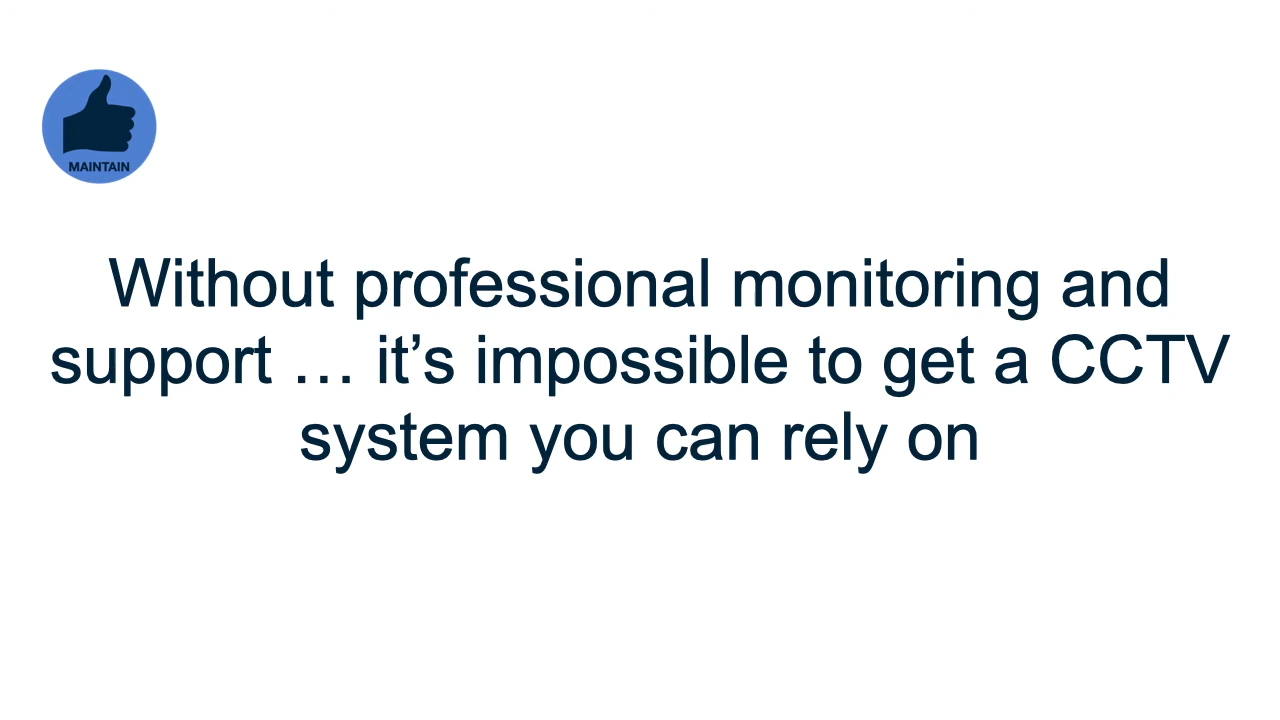 MAINTAIN
Without professional monitoring and
support … it’s impossible to get a CCTV
system you can rely on